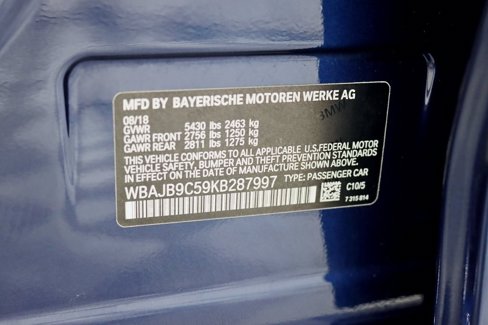 MFD BY BAYERISCHE MOTOREN WERKE AG
08/18
GVWR 5430 lbs 2463 kg
GAWR FRONT 2756 lbs 1250 kg
GAWR REAR 2811 lbs 1275 kg
THIS VEHICLE CONFORMS TO ALL APPLICABLE U.S.FEDERAL MOTOR
VEHICLE SAFETY, BUMPER, AND THEFT PREVENTION STANDARDS
IN EFFECT ON THE DATE OF MANUFACTURE SHOWN ABOVE.
WBAJB9C59KB287997 TYPE: PASSENGER CAR
C10/5
7 315 814